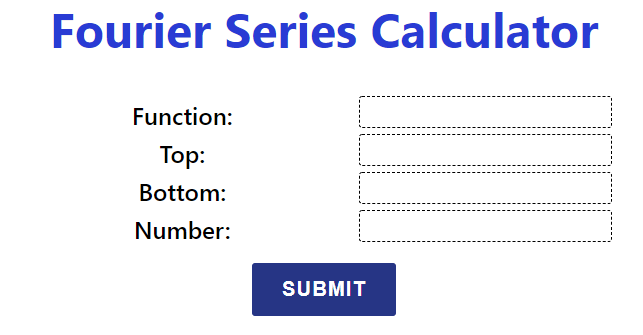 Fourier Series Calculator
Function:
Top:
Bottom:
Number:
SUBMIT